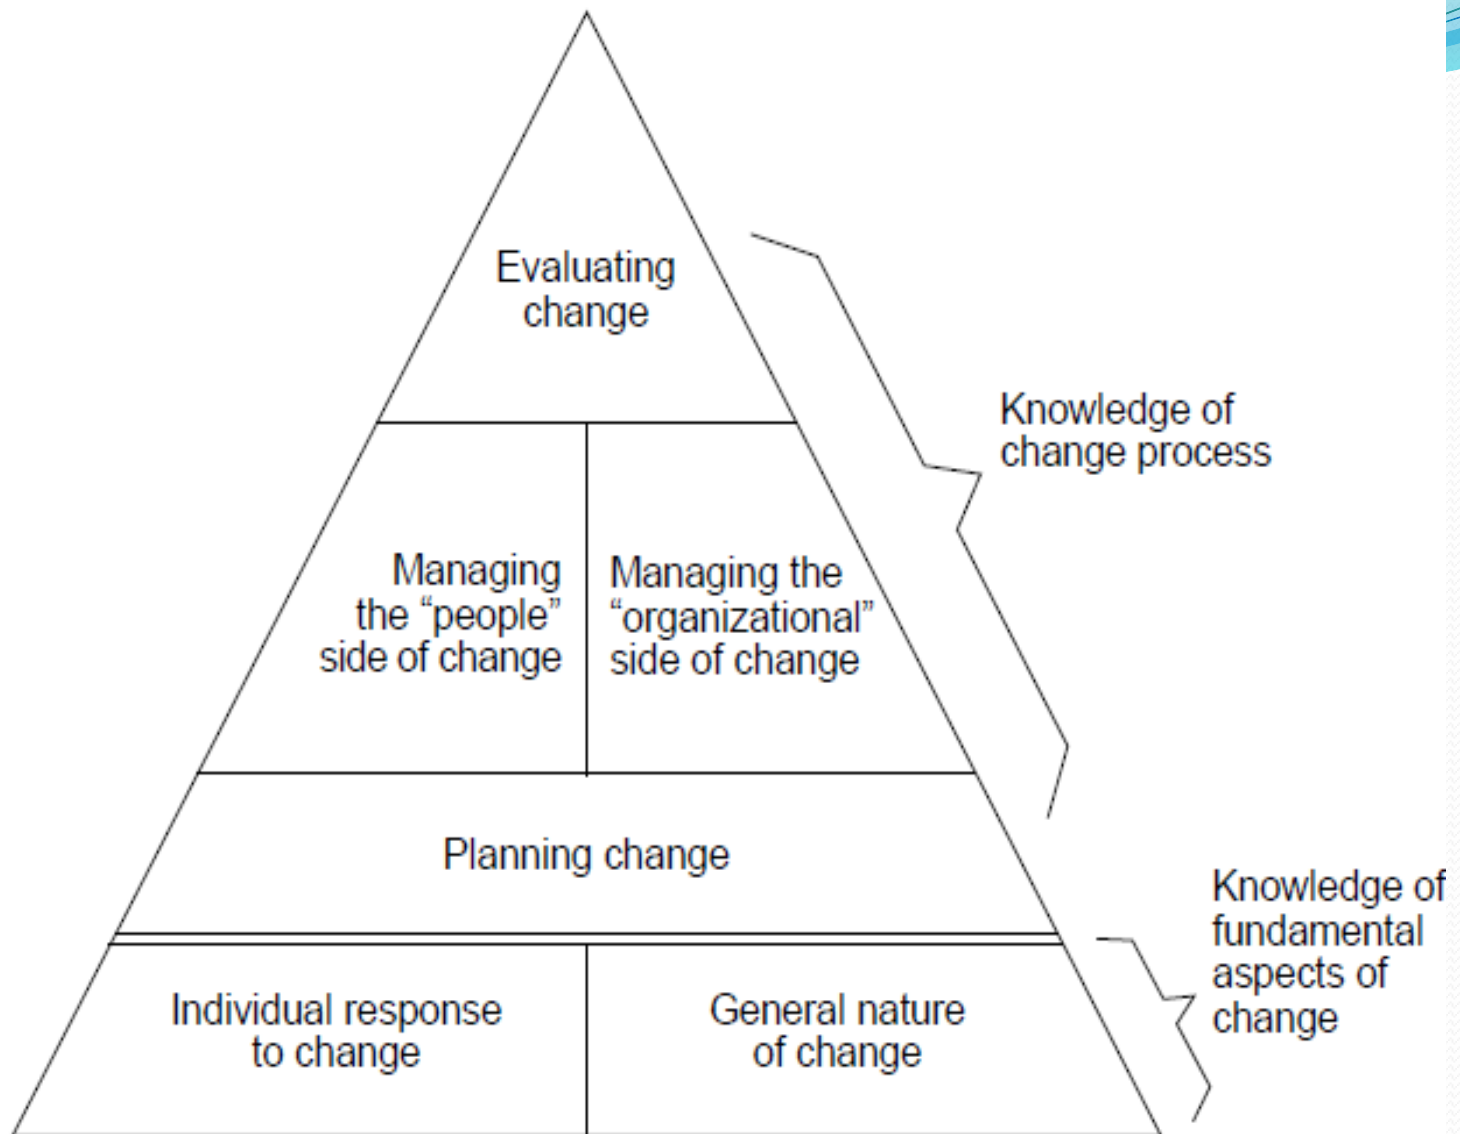 Evaluating
change
Knowledge of
change process
Managing
the “people”
side of change
Managing the
“organizational”
side of change
Planning change
Knowledge of
fundamental
aspects of
change
Individual response
to change
General nature
of change